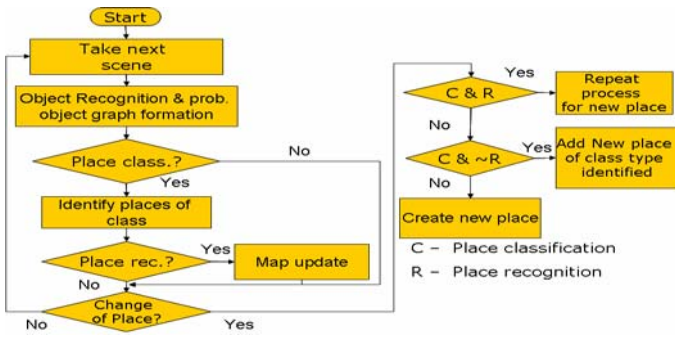 Start
Take next
scene
Object Recognition & prob.
object graph formation
Place class.?
No
Yes
Identify places of
class
Place rec.?
Yes
Map update
No
Change
of Place?
No
Yes
C & R
Yes
Repeat
process
for new place
No
C & ~R
Yes
Add New place
of class type
identified
No
Create new place
C – Place classification
R – Place recognition